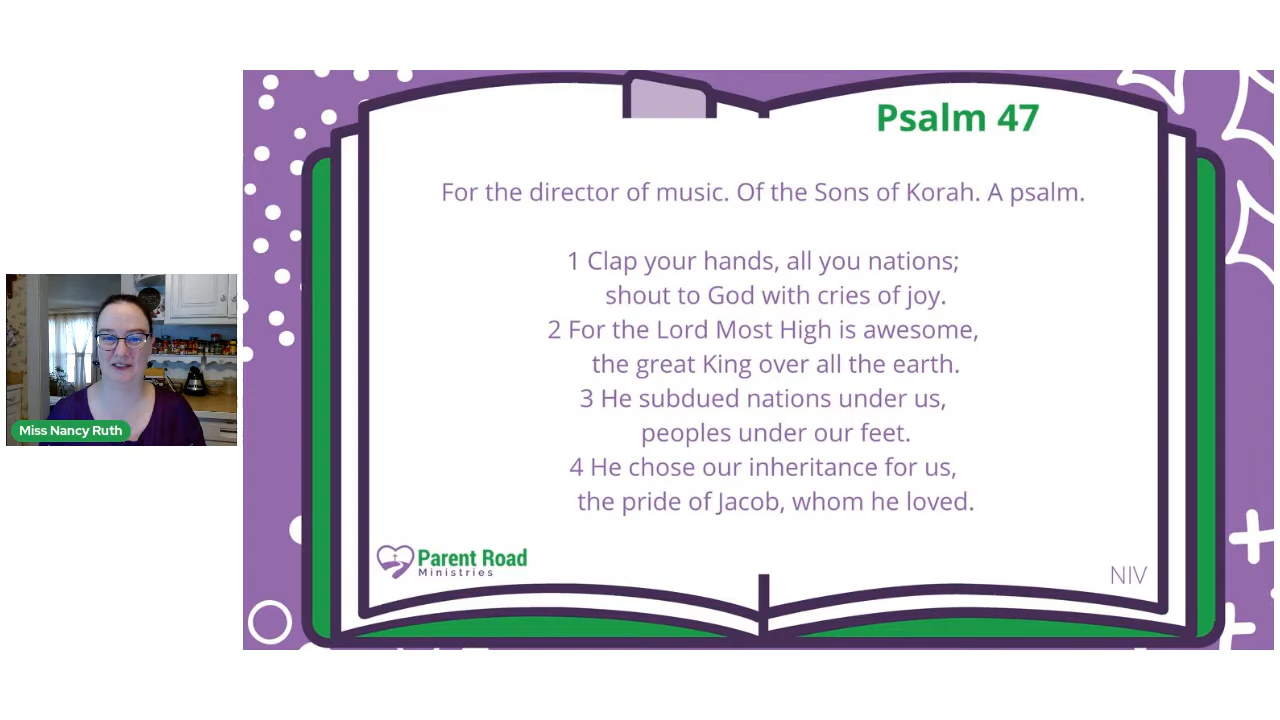 Psalm 47
For the director of music. Of the Sons of Korah. A psalm.
1 Clap your hands, all you nations;
shout to God with cries of joy.
2 For the Lord Most High is awesome,
the great King over all the earth.
3 He subdued nations under us,
peoples under our feet.
4 He chose our inheritance for us,
the pride of Jacob, whom he loved.
Miss Nancy Ruth
Parent Road
Ministries
NIV